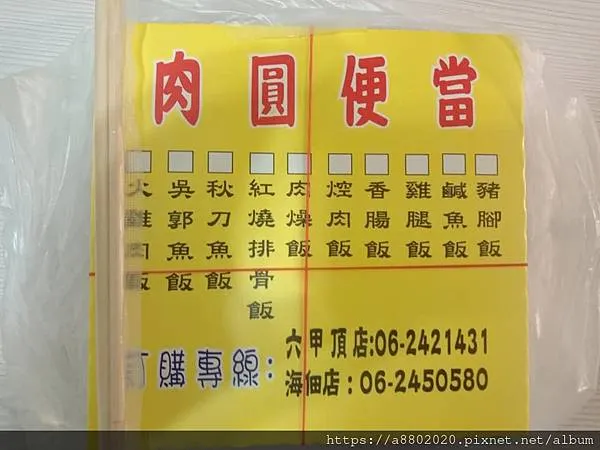 肉圓便當
火雞肉飯
吳郭魚飯
秋刀魚飯
紅燒排骨飯
肉燥飯
焢肉飯
香腸飯
雞腿飯
鹹魚飯
豬腳飯
訂購專線:
六甲頂店:06-2421431
海佃店:06-2450580
https://a8802020.pixnet.net/album